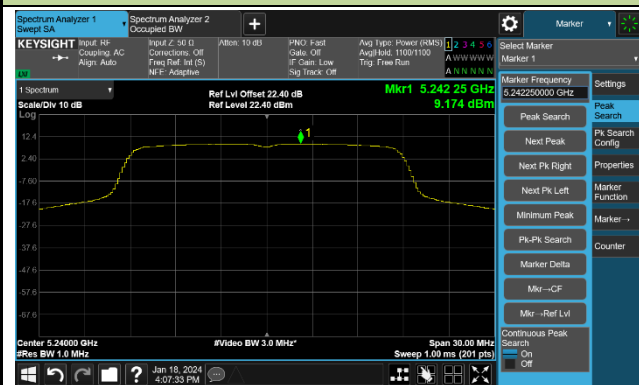 Spectrum Analyzer 1
Swept SA
Spectrum Analyzer 2
Occupied BW
+
Marker
KEYSIGHT
Input: RF
Coupling: AC
Align: Auto
Input Z: 50 Ω
Corrections: Off
Freq Ref: Int (S)
NFE: Adaptive
Atten: 10 dB
PNO: Fast
Gate: Off
IF Gain: Low
Sig Track: Off
Avg Type: Power (RMS)
Avg|Hold: 1100/1100
Trig: Free Run
1 2 3 4 5 6
A W W W W W
A N N N N N
LXI
Select Marker
Marker 1
1 Spectrum
Scale/Div 10 dB
Log
Ref Lvl Offset 22.40 dB
Ref Level 22.40 dBm
Mkr1 5.242 25 GHz
9.174 dBm
1
12.4
2.40
-7.60
-17.6
-27.6
-37.6
-47.6
-57.6
-67.6
Center 5.24000 GHz
#Res BW 1.0 MHz
#Video BW 3.0 MHz*
Span 30.00 MHz
Sweep 1.00 ms (201 pts)
Marker Frequency
5.242250000 GHz
Peak Search
Next Peak
Next Pk Right
Next Pk Left
Minimum Peak
Pk-Pk Search
Marker Delta
Mkr→CF
Mkr→Ref Lvl
Continuous Peak
Search
On
Off
Settings
Peak
Search
Pk Search
Config
Properties
Marker
Function
Marker→
Counter
?
Jan 18, 2024
4:07:33 PM